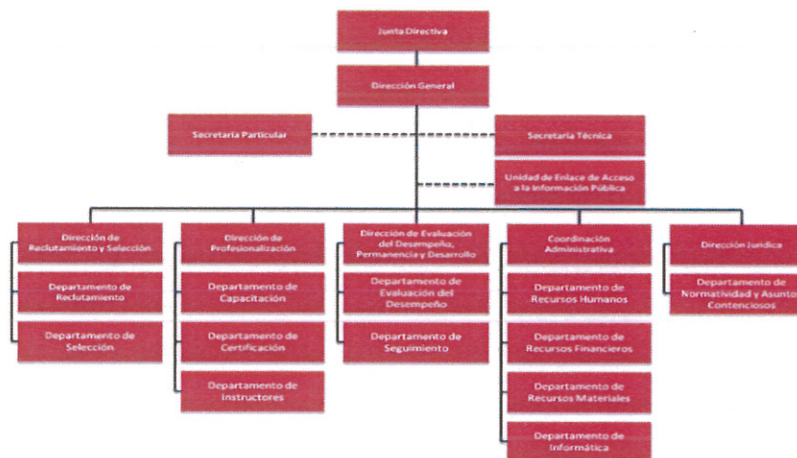 Junta Directiva
Dirección General
Secretaría Particular
Secretaría Técnica
Unidad de Enlace de Acceso
a la Información Pública
Dirección de
Reclutamiento y Selección
Departamento de
Reclutamiento
Departamento de
Selección
Dirección de
Profesionalización
Departamento de
Capacitación
Departamento de
Certificación
Departamento de
Instructores
Dirección de Evaluación
del Desempeño,
Permanencia y Desarrollo
Departamento de
Evaluación del
Desempeño
Departamento de
Seguimiento
Coordinación
Administrativa
Departamento de
Recursos Humanos
Departamento de
Recursos Financieros
Departamento de
Recursos Materiales
Departamento de
Informática
Dirección Jurídica
Departamento de
Normatividad y Asuntos
Contenciosos